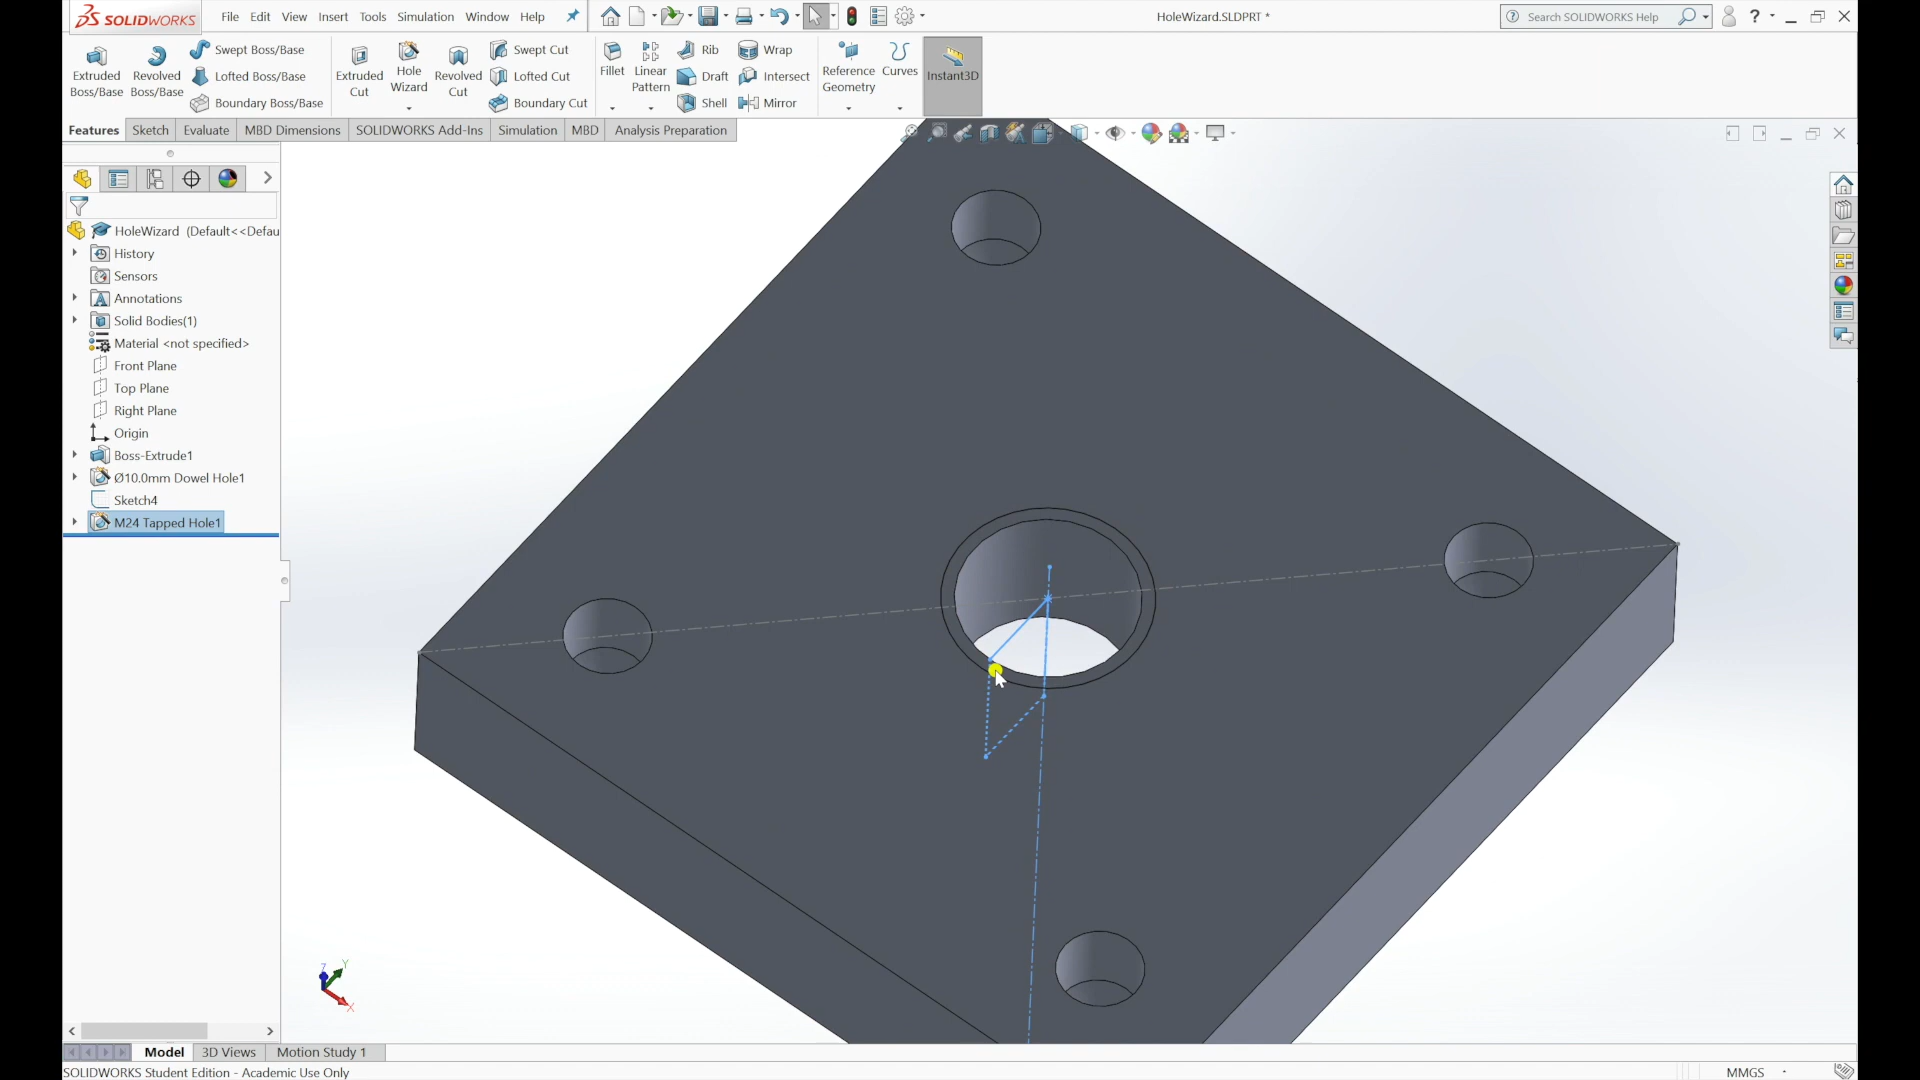 SOLIDWORKS File Edit View Insert Tools Simulation Window Help HoleWizard.SLDPRT * Search SOLIDWORKS Help ?
Extruded Boss/Base
Revolved Boss/Base
Swept Boss/Base
Lofted Boss/Base
Boundary Boss/Base
Extruded Cut
Hole Wizard
Revolved Cut
Swept Cut
Lofted Cut
Boundary Cut
Fillet
Linear Pattern
Rib
Draft
Shell
Wrap
Intersect
Mirror
Reference Geometry
Curves
Instant3D
Features Sketch Evaluate MBD Dimensions SOLIDWORKS Add-Ins Simulation MBD Analysis Preparation
HoleWizard (Default<<Defau
History
Sensors
Annotations
Solid Bodies(1)
Material <not specified>
Front Plane
Top Plane
Right Plane
Origin
Boss-Extrude1
Ø10.0mm Dowel Hole1
Sketch4
M24 Tapped Hole1
Z
Y
X
Model 3D Views Motion Study 1
SOLIDWORKS Student Edition - Academic Use Only MMGS -